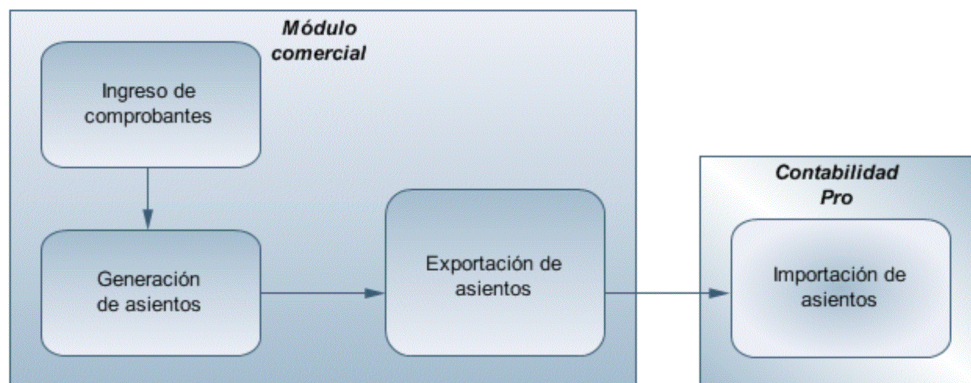 Módulo
comercial
Ingreso de
comprobantes
Generación
de asientos
Exportación de
asientos
Contabilidad
Pro
Importación de
asientos